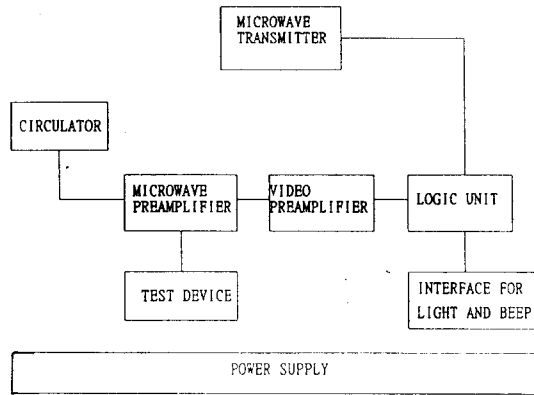 MICROWAVE
TRANSMITTER
CIRCULATOR
MICROWAVE
PREAMPLIFIER
VIDEO
PREAMPLIFIER
LOGIC UNIT
TEST DEVICE
INTERFACE FOR
LIGHT AND BEEP
POWER SUPPLY